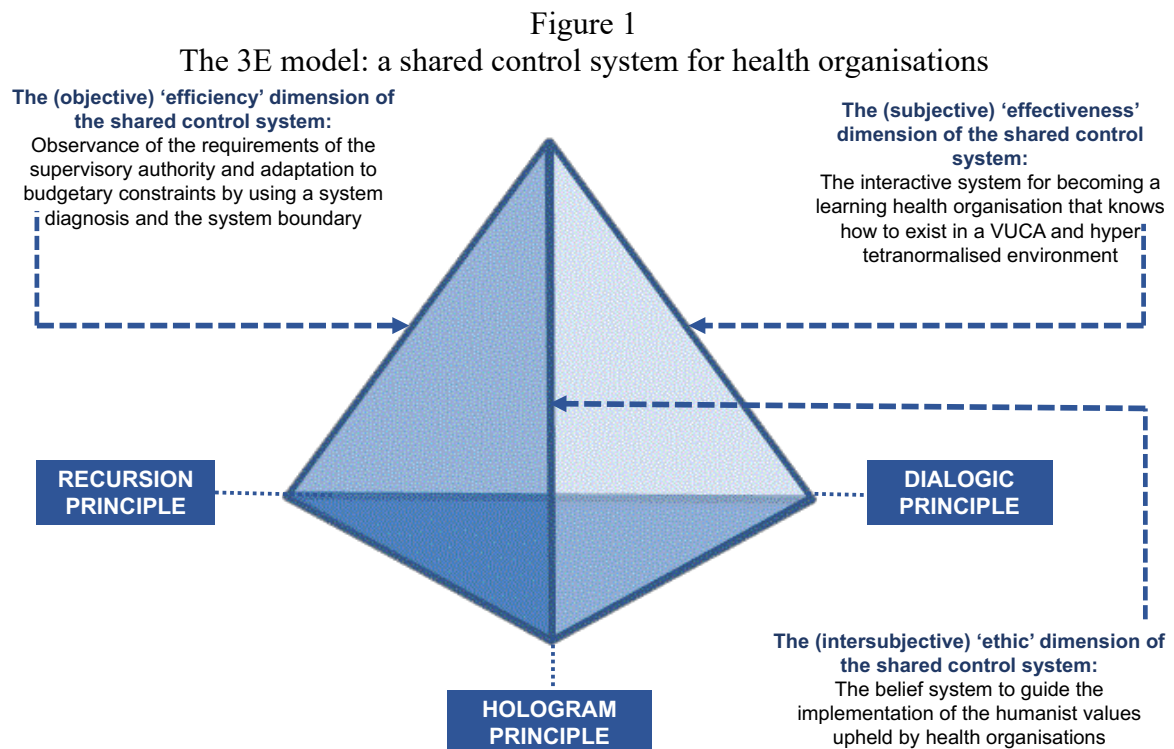 Figure 1
The 3E model: a shared control system for health organisations
The (objective) ‘efficiency’ dimension of
the shared control system:
Observance of the requirements of the
supervisory authority and adaptation to
budgetary constraints by using a system
diagnosis and the system boundary
The (subjective) ‘effectiveness’
dimension of the shared control
system:
The interactive system for becoming a
learning health organisation that knows
how to exist in a VUCA and hyper
tetranormalised environment
RECURSION
PRINCIPLE
DIALOGIC
PRINCIPLE
HOLOGRAM
PRINCIPLE
The (intersubjective) ‘ethic’ dimension of
the shared control system:
The belief system to guide the
implementation of the humanist values
upheld by health organisations